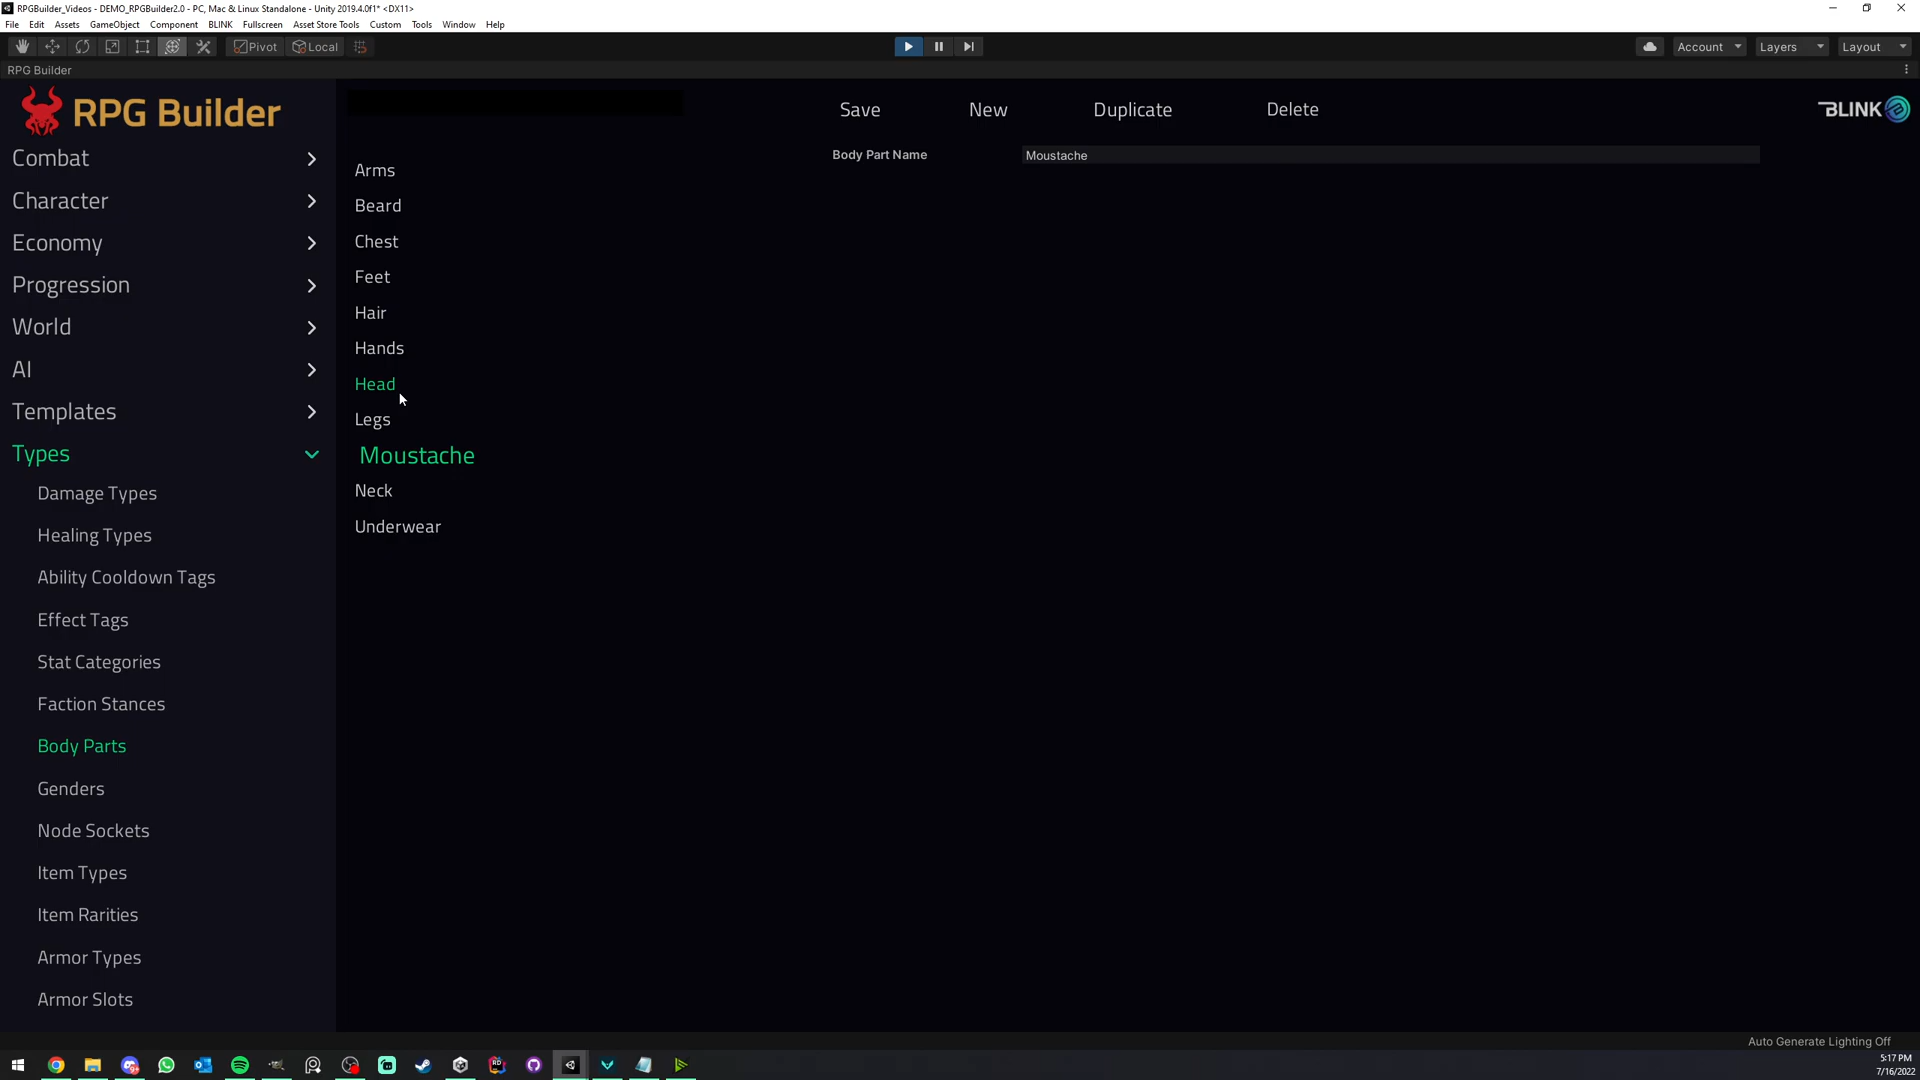 RPGBuilder_Videos - DEMO_RPGBuilder2.0 - PC, Mac & Linux Standalone - Unity 2019.4.0f1* <DX11>
File Edit Assets GameObject Component BLINK Fullscreen Asset Store Tools Custom Tools Window Help
Pivot Local Account Layers Layout
RPG Builder
RPG Builder
Save New Duplicate Delete
BLINK
Body Part Name Moustache
Combat
Character
Economy
Progression
World
AI
Templates
Types
Damage Types
Healing Types
Ability Cooldown Tags
Effect Tags
Stat Categories
Faction Stances
Body Parts
Genders
Node Sockets
Item Types
Item Rarities
Armor Types
Armor Slots
Arms
Beard
Chest
Feet
Hair
Hands
Head
Legs
Moustache
Neck
Underwear
Auto Generate Lighting Off
5:17 PM
7/16/2022